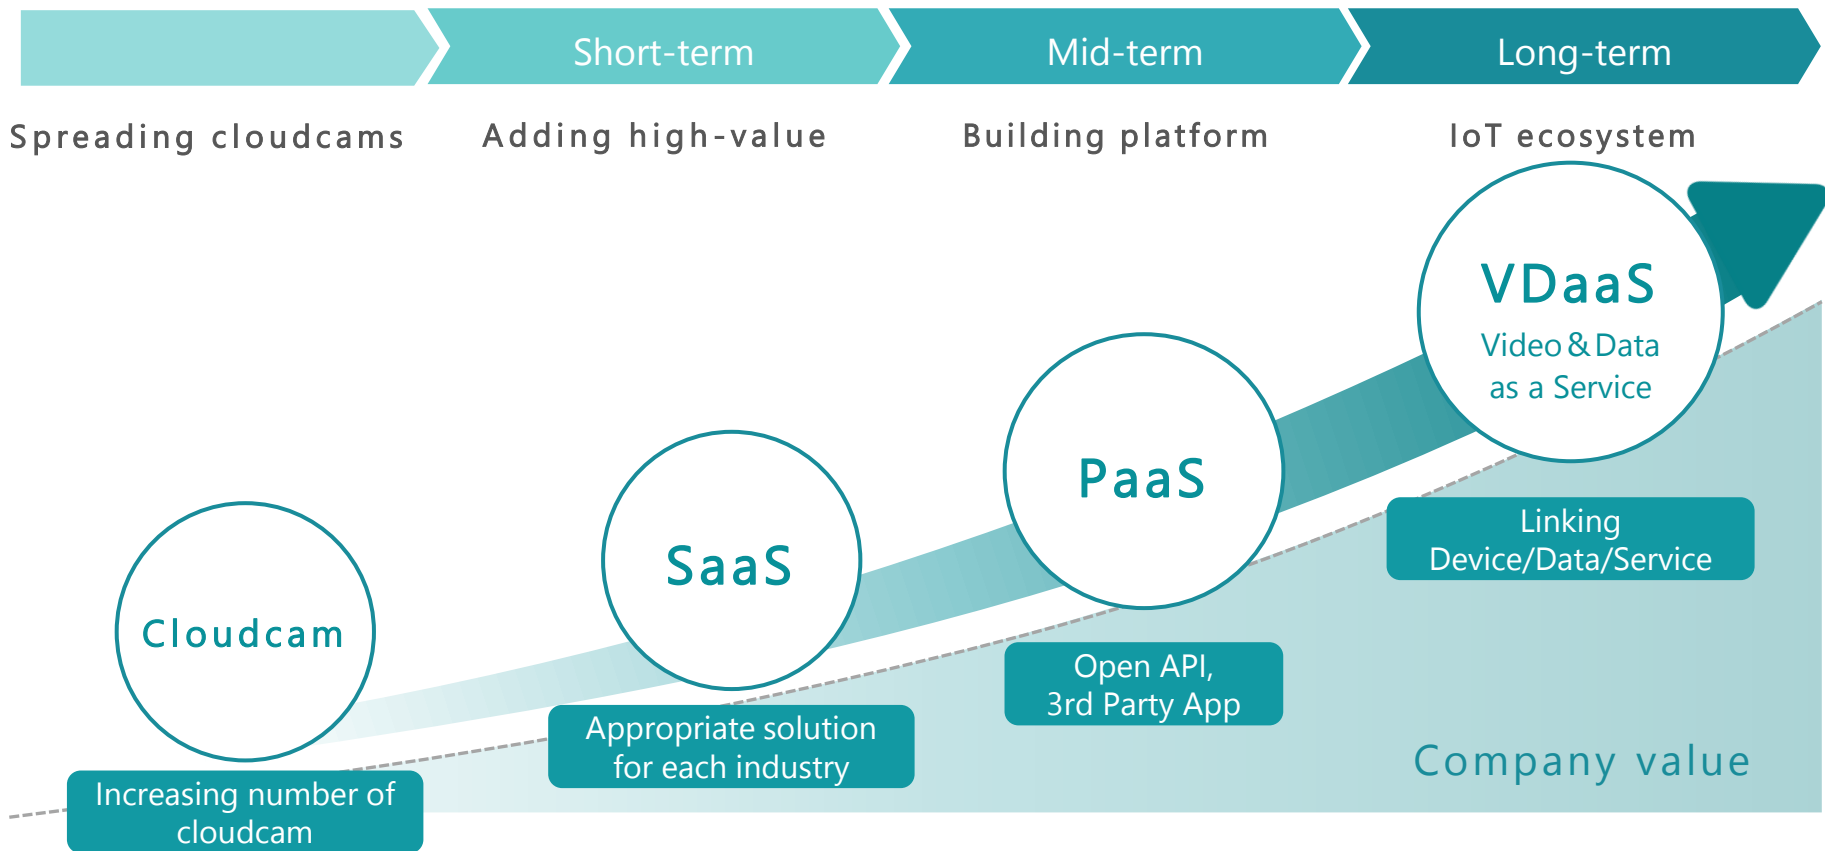 Short-term
Mid-term
Long-term
Spreading cloudcams
Adding high-value
Building platform
IoT ecosystem
Cloudcam
Increasing number of
cloudcam
SaaS
Appropriate solution
for each industry
PaaS
Open API,
3rd Party App
VDaaS
Video & Data
as a Service
Linking
Device/Data/Service
Company value